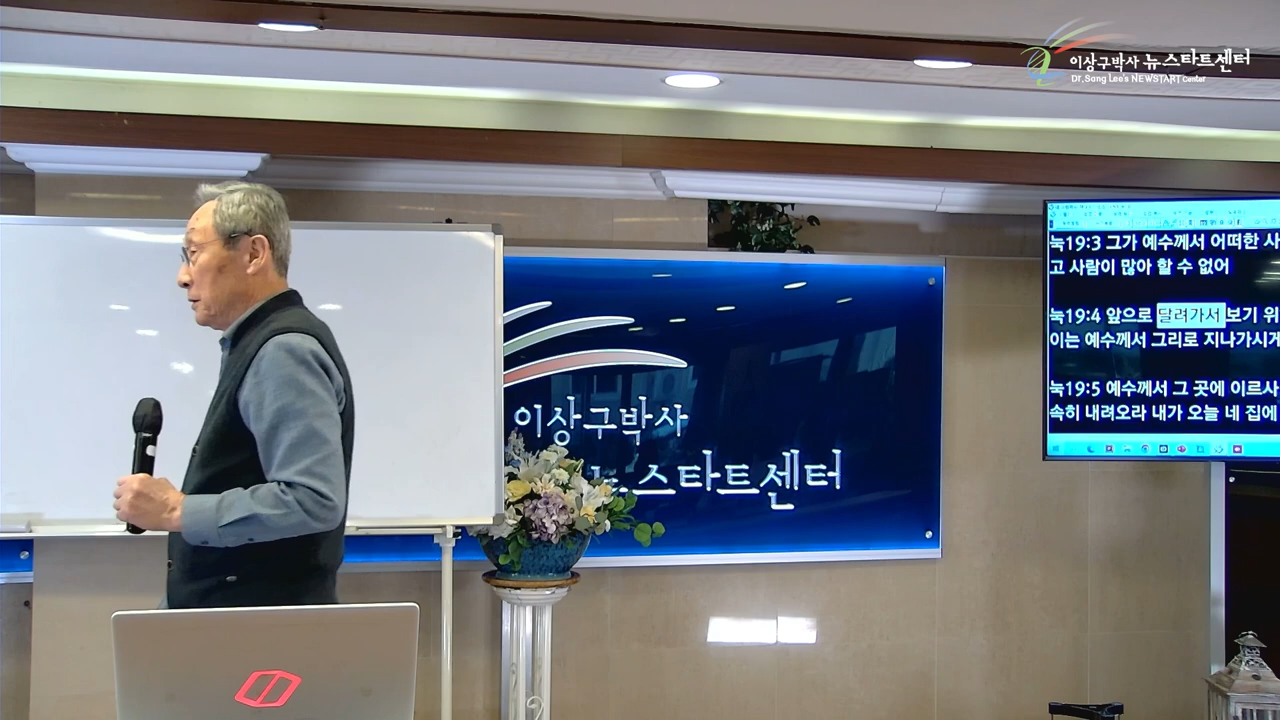 이상구박사 뉴스타트센터
Dr. Sang Lee's NEWSTART Center
눅19:3 그가 예수께서 어떠한 사
고 사람이 많아 할 수 없어
눅19:4 앞으로 달려가서 보기 위
이는 예수께서 그리로 지나가시게
눅19:5 예수께서 그 곳에 이르사
속히 내려오라 내가 오늘 네 집에
이상구박사
스타트센터